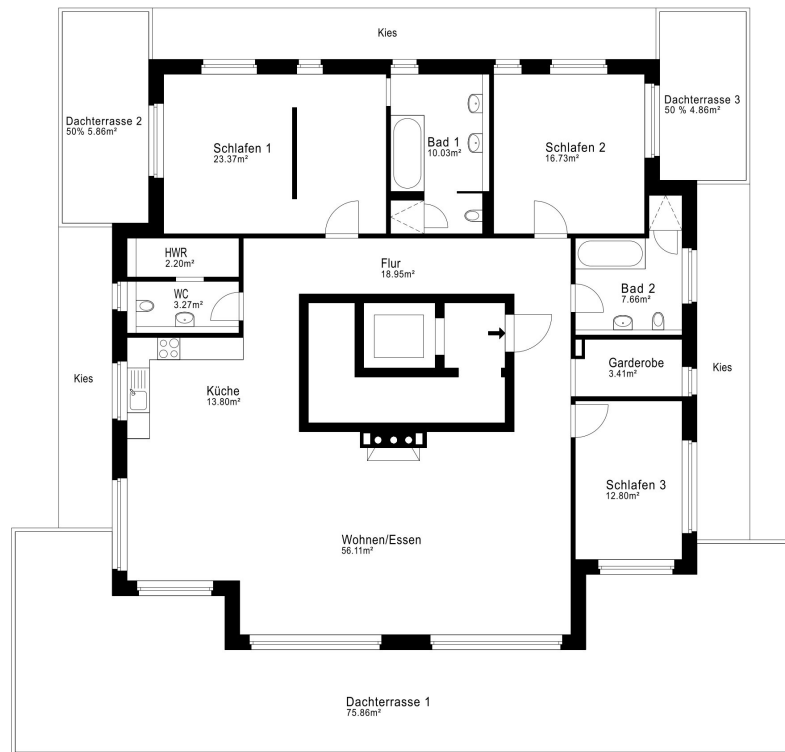 Kies
Dachterrasse 2
50% 5.86m²
Dachterrasse 3
50 % 4.86m²
Schlafen 1
23.37m²
Bad 1
10.03m²
Schlafen 2
16.73m²
HWR
2.20m²
Flur
18.95m²
WC
3.27m²
Bad 2
7.66m²
Kies
Küche
13.80m²
Garderobe
3.41m²
Kies
Schlafen 3
12.80m²
Wohnen/Essen
56.11m²
Dachterrasse 1
75.86m²